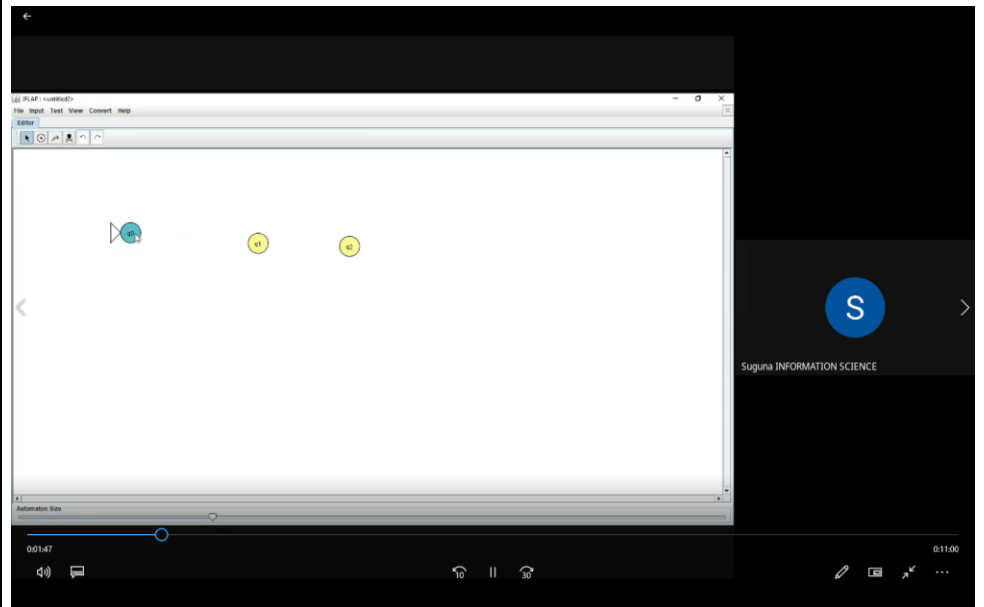 JFLAP : <untitled2>
File Input Test View Convert Help
Editor
q0
q1
q2
Automaton Size
S
Suguna INFORMATION SCIENCE
0:01:47
0:11:00
10
30